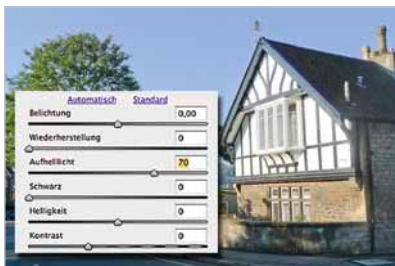 Automatisch Standard
Belichtung 0,00
Wiederherstellung 0
Aufhelllicht 70
Schwarz 0
Helligkeit 0
Kontrast 0